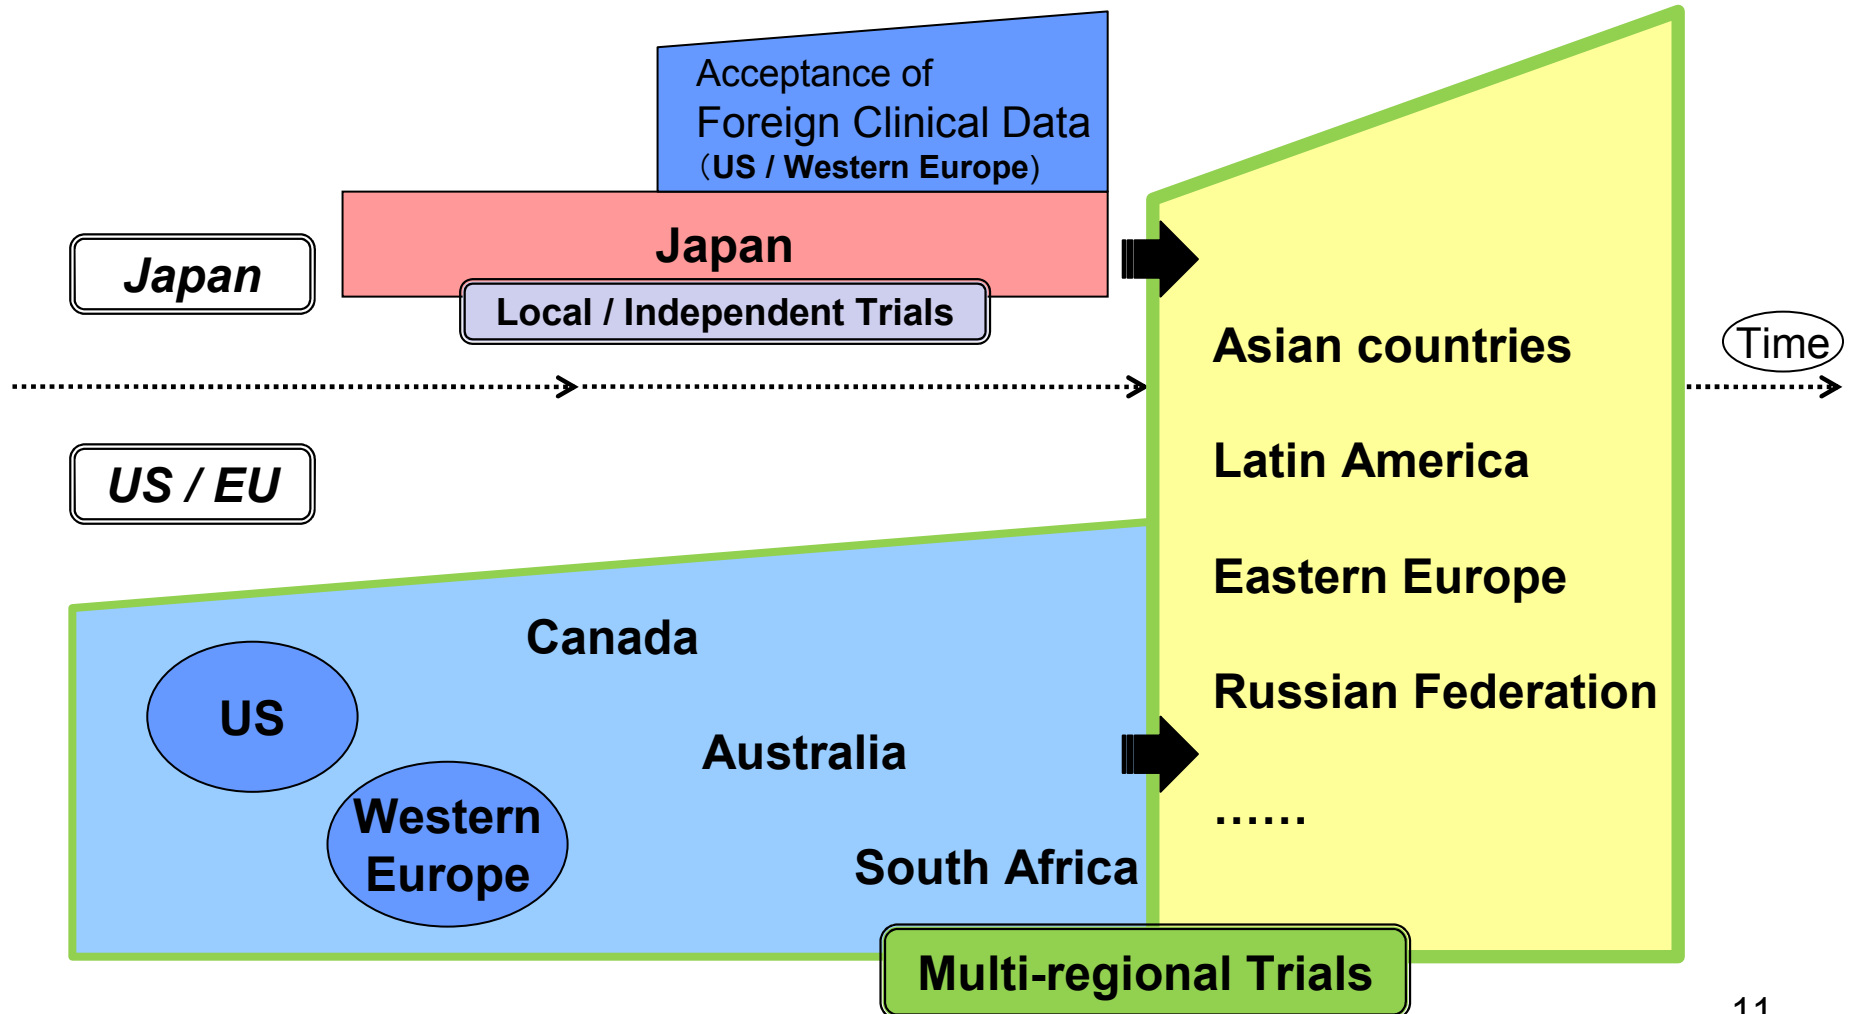 Acceptance of
Foreign Clinical Data
（US / Western Europe)
Japan
Japan
Local / Independent Trials
Time
US / EU
Asian countries
Latin America
Eastern Europe
Russian Federation
……
Canada
US
Australia
Western
Europe
South Africa
Multi-regional Trials
11